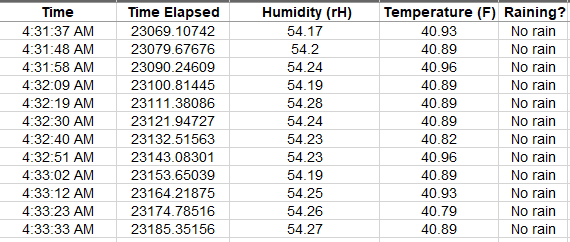 Time Time Elapsed Humidity (rH) Temperature (F) Raining?
4:31:37 AM 23069.10742 54.17 40.93 No rain
4:31:48 AM 23079.67676 54.2 40.89 No rain
4:31:58 AM 23090.24609 54.24 40.96 No rain
4:32:09 AM 23100.81445 54.19 40.89 No rain
4:32:19 AM 23111.38086 54.28 40.89 No rain
4:32:30 AM 23121.94727 54.24 40.89 No rain
4:32:40 AM 23132.51563 54.23 40.82 No rain
4:32:51 AM 23143.08301 54.23 40.96 No rain
4:33:02 AM 23153.65039 54.19 40.89 No rain
4:33:12 AM 23164.21875 54.25 40.93 No rain
4:33:23 AM 23174.78516 54.26 40.79 No rain
4:33:33 AM 23185.35156 54.27 40.89 No rain